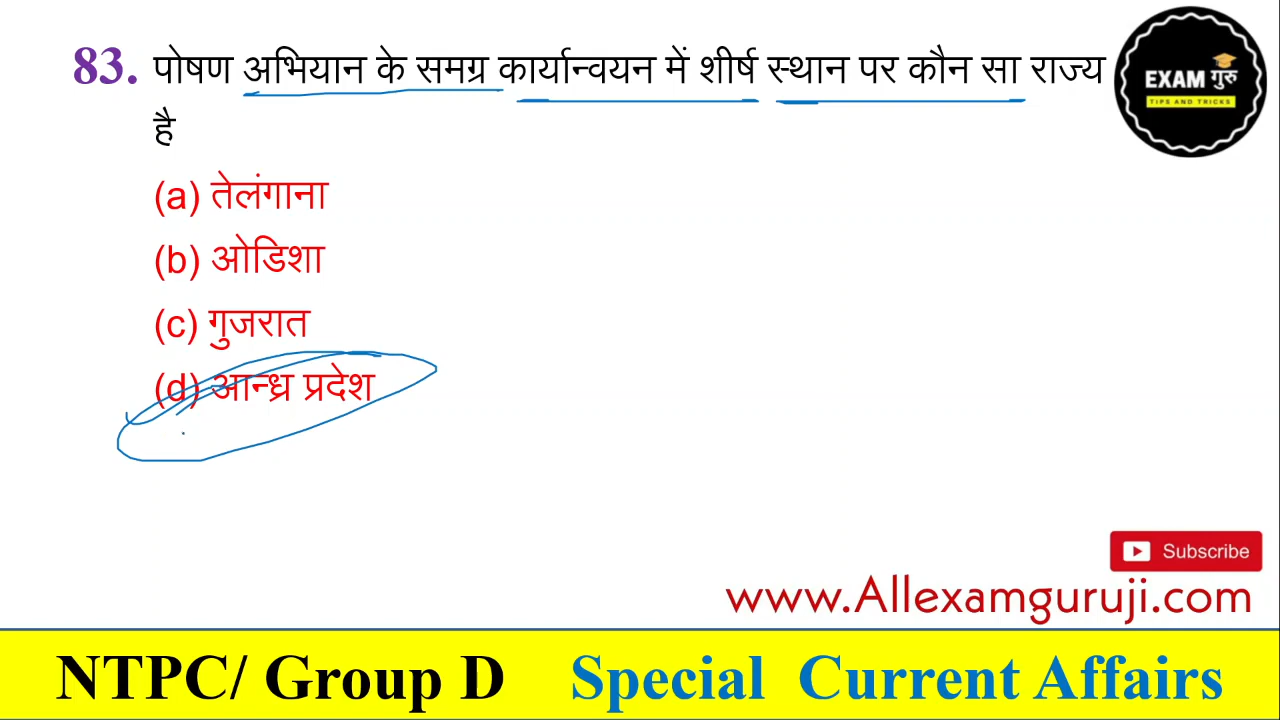 83. पोषण अभियान के समग्र कार्यान्वयन में शीर्ष स्थान पर कौन सा राज्य
है
(a) तेलंगाना
(b) ओडिशा
(c) गुजरात
(d) आन्ध्र प्रदेश
EXAM गुरु
TIPS AND TRICKS
Subscribe
www.Allexamguruji.com
NTPC/ Group D Special Current Affairs